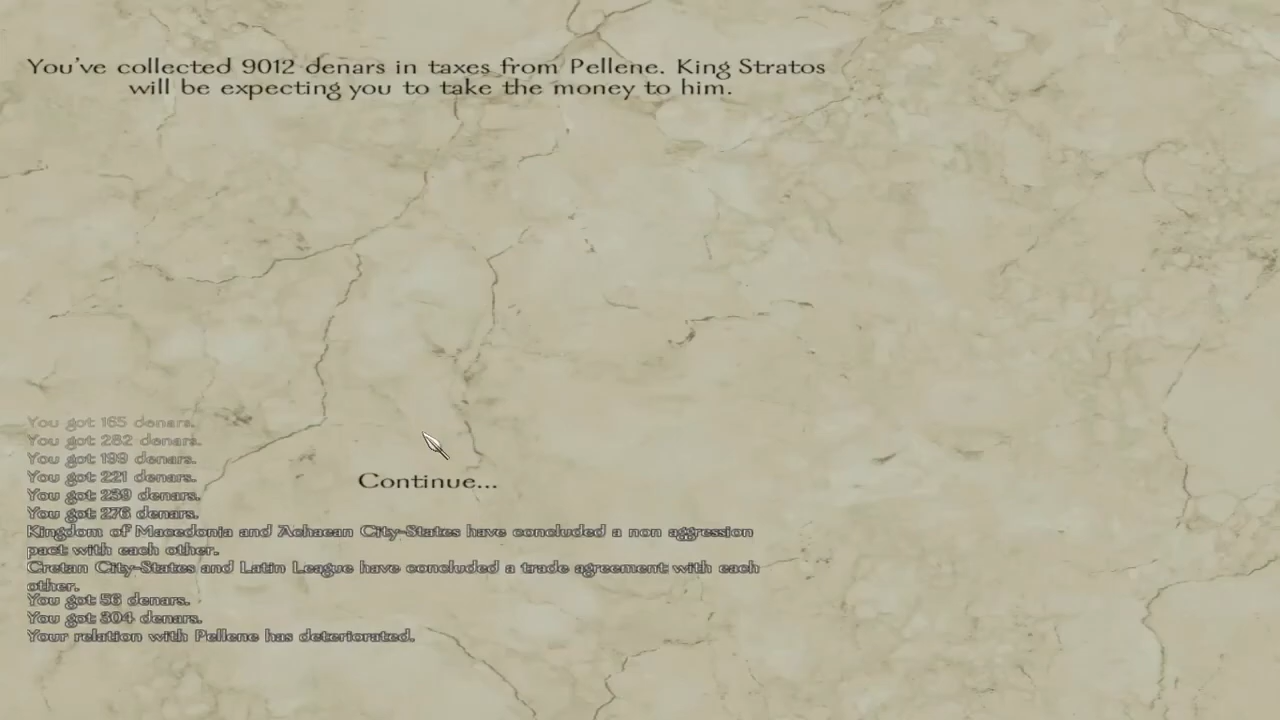 You've collected 9012 denars in taxes from Pellene. King Stratos
will be expecting you to take the money to him.
You got 165 denars.
You got 282 denars.
You got 199 denars.
You got 221 denars.
You got 239 denars.
Continue...
You got 276 denars.
Kingdom of Macedonia and Achaean City-States have concluded a non aggression
pact with each other.
Cretan City-States and Latin League have concluded a trade agreement with each
other.
You got 56 denars.
You got 304 denars.
Your relation with Pellene has deteriorated.